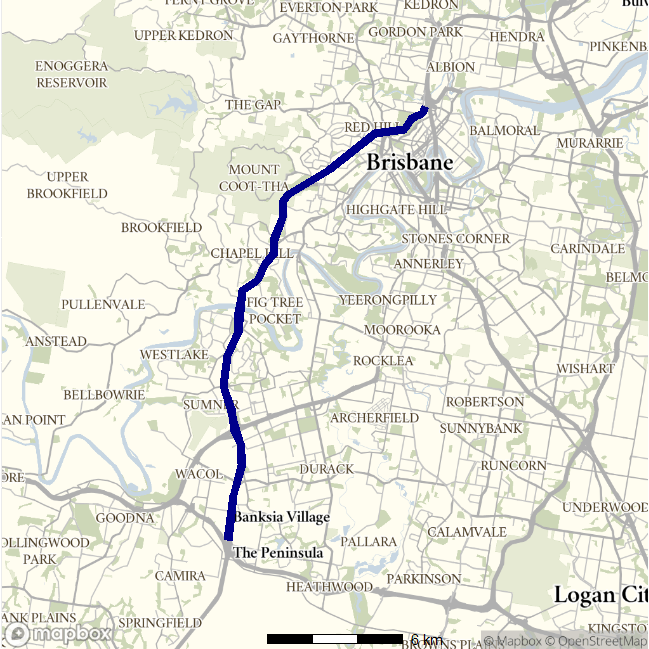 KEDRON
FERNY GROVE
EVERTON PARK
GORDON PARK
UPPER KEDRON
GAYTHORNE
HENDRA
PINKENBA
ENOGGERA
RESERVOIR
ALBION
THE GAP
RED HILL
BALMORAL
MURARRIE
Brisbane
MOUNT
COOT-THA
UPPER
BROOKFIELD
HIGHGATE HILL
BROOKFIELD
STONES CORNER
CARINDALE
CHAPEL HILL
ANNERLEY
BELMO
PULLENVALE
FIG TREE
POCKET
YEERONGPILLY
ANSTEAD
MOOROOKA
WESTLAKE
ROCKLEA
WISHART
BELLBOWRIE
SUMNER
ROBERTSON
AN POINT
ARCHERFIELD
SUNNYBANK
WACOL
DURACK
RUNCORN
ORE
GOODNA
Banksia Village
UNDERWOOD
CALAMVALE
OLLINGWOOD
PARK
PALLARA
The Peninsula
CAMIRA
HEATHWOOD
PARKINSON
Logan Cit
ANK PLAINS
SPRINGFIELD
KINGSTO
mapbox
6 km
BROWNS PLAINS
© Mapbox © OpenStreetMap